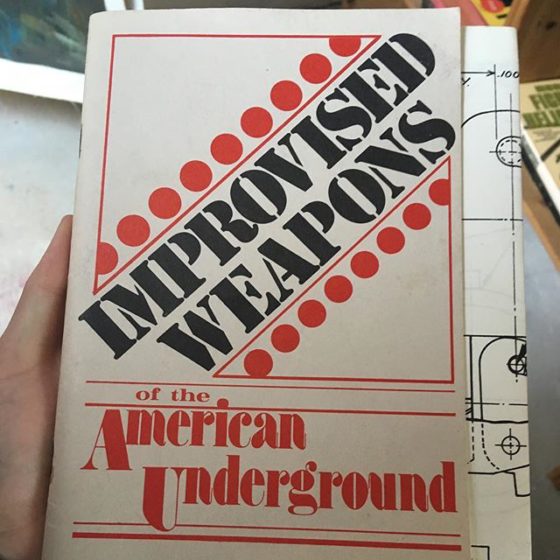 IMPROVISED
WEAPONS
of the
American
Underground
.100